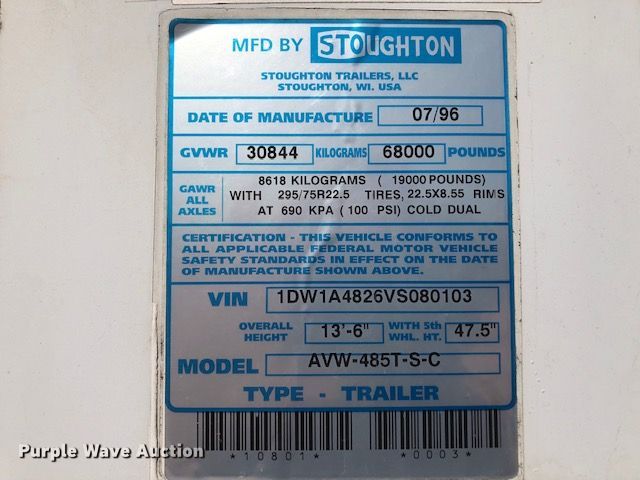 MFD BY STOUGHTON
STOUGHTON TRAILERS, LLC
STOUGHTON, WI. USA
DATE OF MANUFACTURE 07/96
GVWR 30844 KILOGRAMS 68000 POUNDS
GAWR ALL AXLES
8618 KILOGRAMS ( 19000 POUNDS)
WITH 295/75R22.5 TIRES, 22.5X8.55 RIMS
AT 690 KPA ( 100 PSI) COLD DUAL
CERTIFICATION - THIS VEHICLE CONFORMS TO
ALL APPLICABLE FEDERAL MOTOR VEHICLE
SAFETY STANDARDS IN EFFECT ON THE DATE
OF MANUFACTURE SHOWN ABOVE.
VIN 1DW1A4826VS080103
OVERALL HEIGHT 13'-6" WITH 5th WHL. HT. 47.5"
MODEL AVW-485T-S-C
TYPE - TRAILER
*10801* *0003*
Purple Wave Auction